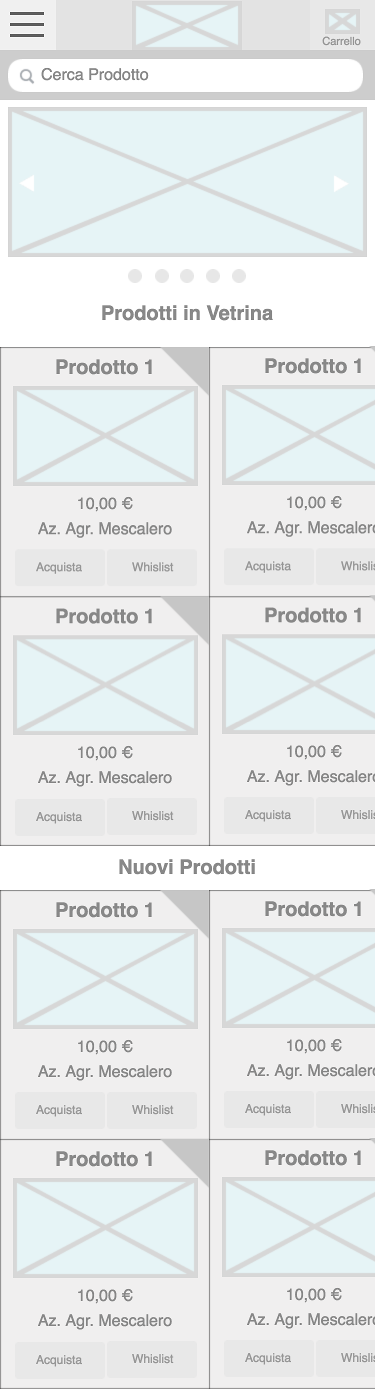 Carrello
Cerca Prodotto
Prodotti in Vetrina
Prodotto 1
Prodotto 1
10,00 €
10,00 €
Az. Agr. Mescalero
Az. Agr. Mescalero
Acquista
Whislist
Acquista
Whislis
Prodotto 1
Prodotto 1
10,00 €
10,00 €
Az. Agr. Mescalero
Az. Agr. Mescalero
Acquista
Whislist
Acquista
Whislis
Nuovi Prodotti
Prodotto 1
Prodotto 1
10,00 €
10,00 €
Az. Agr. Mescalero
Az. Agr. Mescalero
Acquista
Whislist
Acquista
Whislis
Prodotto 1
Prodotto 1
10,00 €
10,00 €
Az. Agr. Mescalero
Az. Agr. Mescalero
Acquista
Whislist
Acquista
Whislis